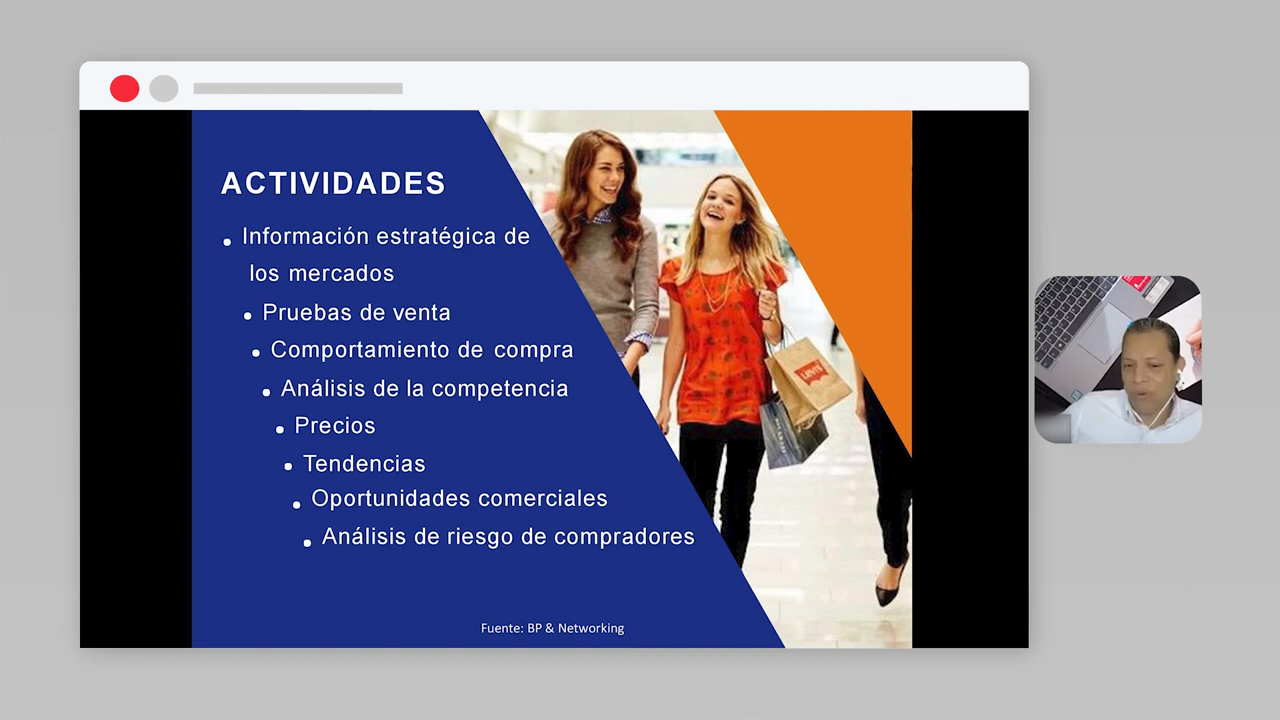 ACTIVIDADES
Información estratégica de
los mercados
Pruebas de venta
Comportamiento de compra
Análisis de la competencia
Precios
Tendencias
Oportunidades comerciales
Análisis de riesgo de compradores
LEVI'S
Fuente: BP & Networking